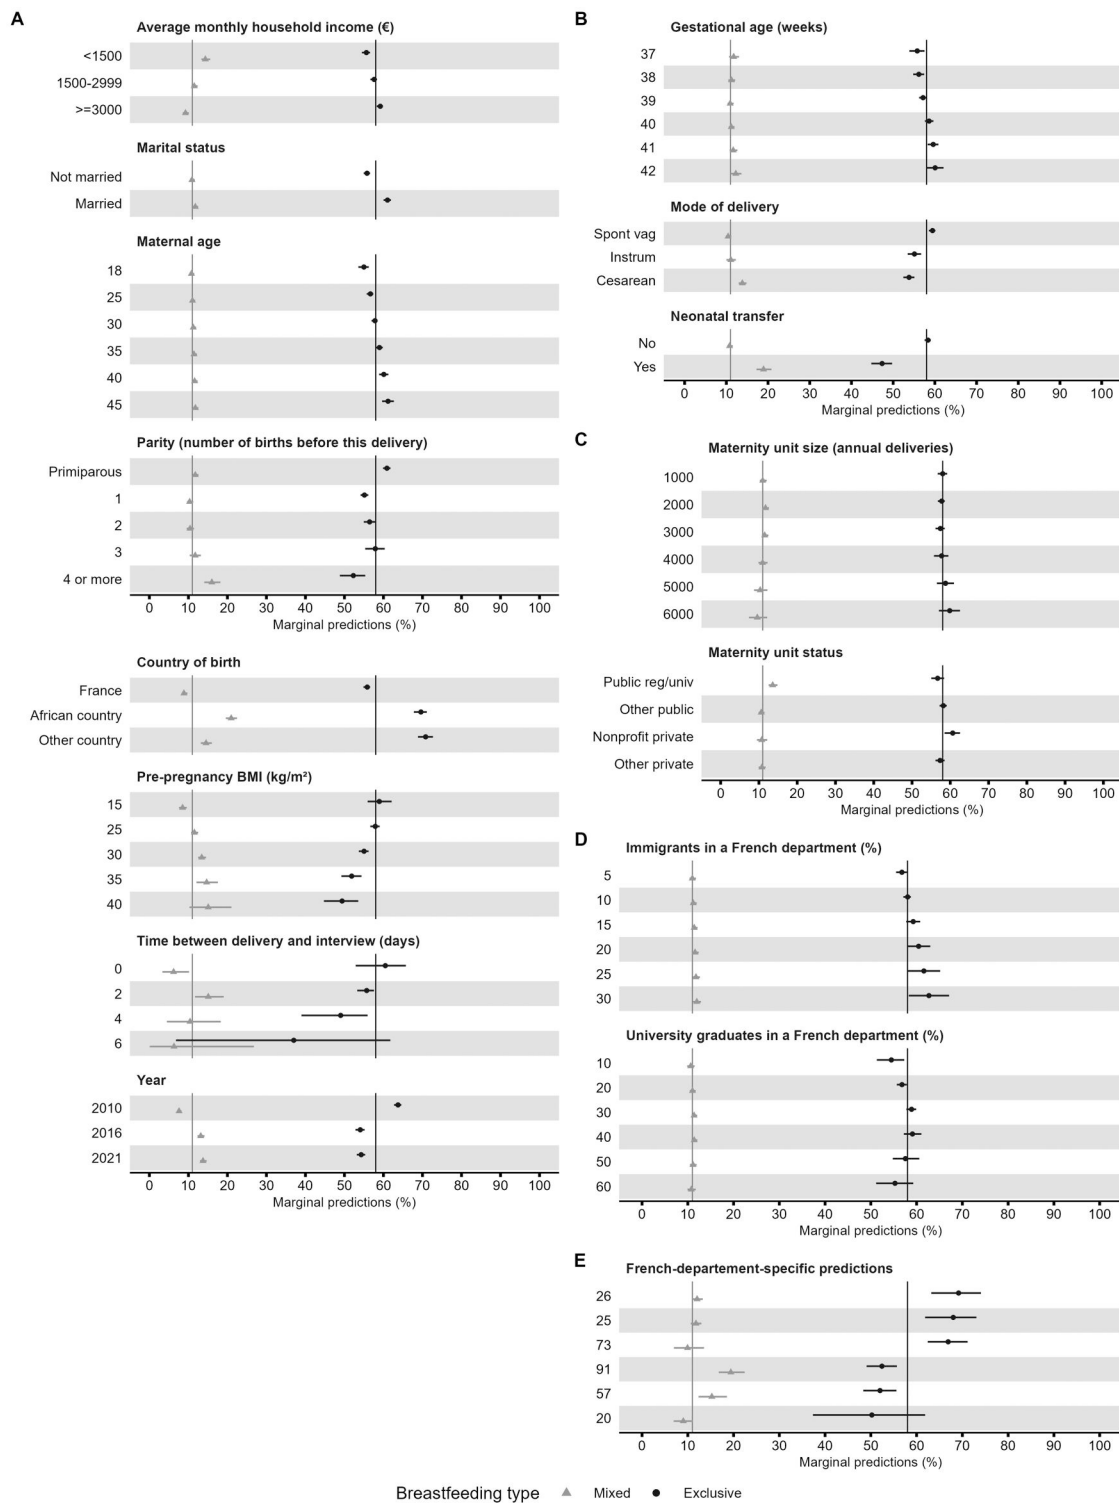 A
Average monthly household income (€)
<1500
1500-2999
>=3000
Marital status
Not married
Married
Maternal age
18
25
30
35
40
45
Parity (number of births before this delivery)
Primiparous
1
2
3
4 or more
0 10 20 30 40 50 60 70 80 90 100
Marginal predictions (%)
Country of birth
France
African country
Other country
Pre-pregnancy BMI (kg/m²)
15
25
30
35
40
Time between delivery and interview (days)
0
2
4
6
Year
2010
2016
2021
0 10 20 30 40 50 60 70 80 90 100
Marginal predictions (%)
B
Gestational age (weeks)
37
38
39
40
41
42
Mode of delivery
Spont vag
Instrum
Cesarean
Neonatal transfer
No
Yes
0 10 20 30 40 50 60 70 80 90 100
Marginal predictions (%)
C
Maternity unit size (annual deliveries)
1000
2000
3000
4000
5000
6000
Maternity unit status
Public reg/univ
Other public
Nonprofit private
Other private
0 10 20 30 40 50 60 70 80 90 100
Marginal predictions (%)
D
Immigrants in a French department (%)
5
10
15
20
25
30
University graduates in a French department (%)
10
20
30
40
50
60
0 10 20 30 40 50 60 70 80 90 100
Marginal predictions (%)
E
French-departement-specific predictions
26
25
73
91
57
20
0 10 20 30 40 50 60 70 80 90 100
Marginal predictions (%)
Breastfeeding type Mixed Exclusive